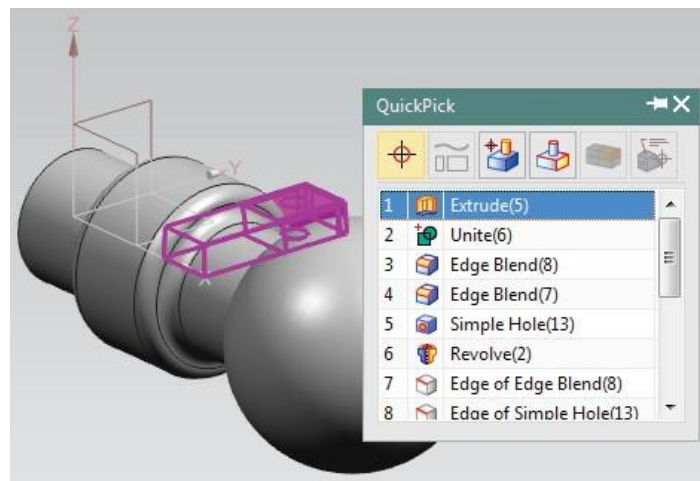 Z
Y
X
QuickPick
1 Extrude(5)
2 Unite(6)
3 Edge Blend(8)
4 Edge Blend(7)
5 Simple Hole(13)
6 Revolve(2)
7 Edge of Edge Blend(8)
8 Edge of Simple Hole(13)